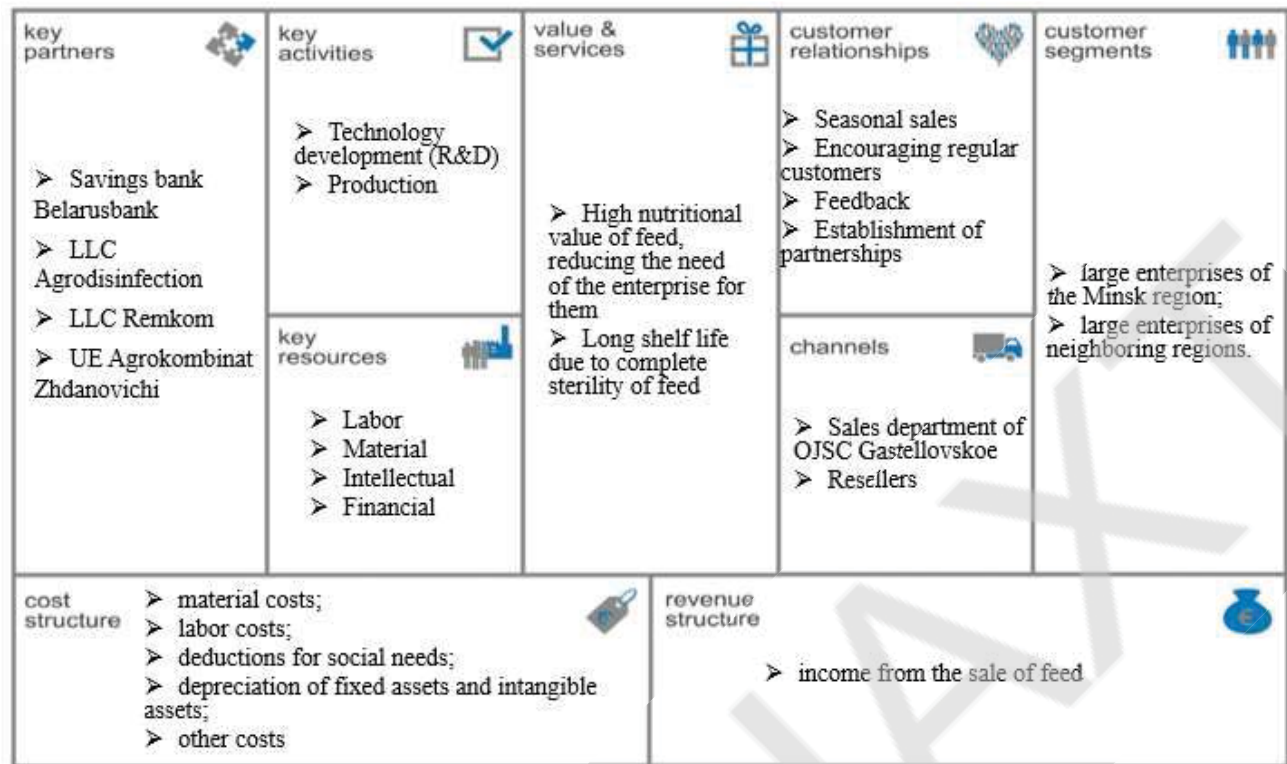 key
partners
➢ Savings bank
Belarusbank
➢ LLC
Agrodisinfection
➢ LLC Remkom
➢ UE Agrokombinat
Zhdanovichi
key
activities
➢ Technology
development (R&D)
➢ Production
key
resources
➢ Labor
➢ Material
➢ Intellectual
➢ Financial
value &
services
➢ High nutritional
value of feed,
reducing the need
of the enterprise for
them
➢ Long shelf life
due to complete
sterility of feed
customer
relationships
➢ Seasonal sales
➢ Encouraging regular
customers
➢ Feedback
➢ Establishment of
partnerships
channels
➢ Sales department of
OJSC Gastellovskoe
➢ Resellers
customer
segments
➢ large enterprises of
the Minsk region;
➢ large enterprises of
neighboring regions.
cost
structure
➢ material costs;
➢ labor costs;
➢ deductions for social needs;
➢ depreciation of fixed assets and intangible
assets;
➢ other costs
revenue
structure
€
➢ income from the sale of feed